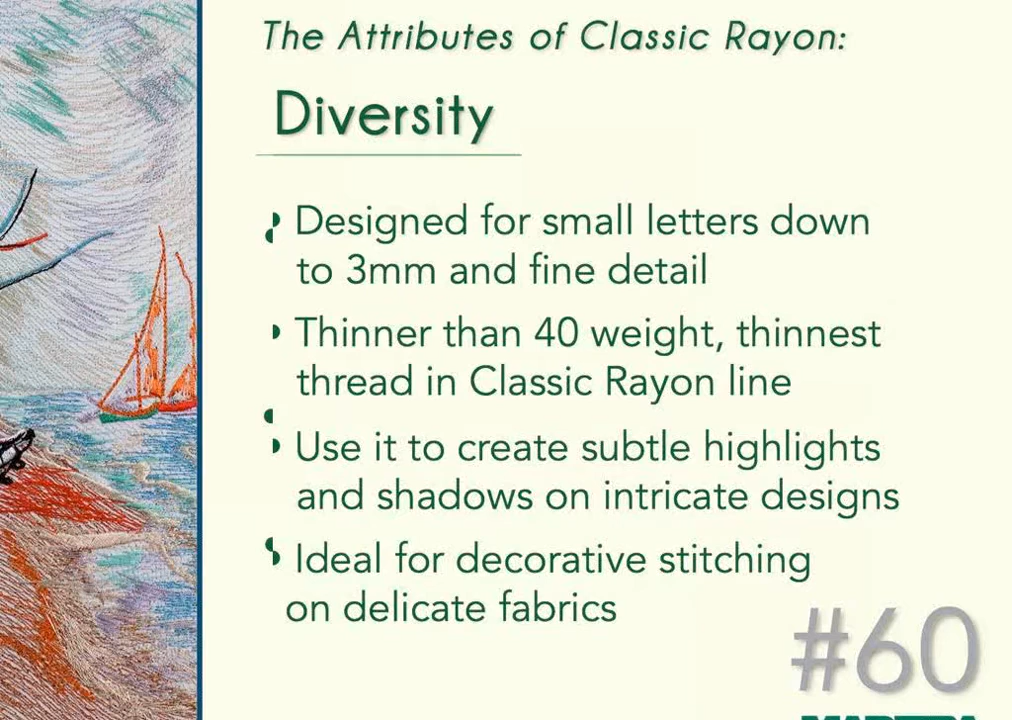 The Attributes of Classic Rayon:
Diversity
Designed for small letters down
to 3mm and fine detail
Thinner than 40 weight, thinnest
thread in Classic Rayon line
Use it to create subtle highlights
and shadows on intricate designs
Ideal for decorative stitching
on delicate fabrics
#60